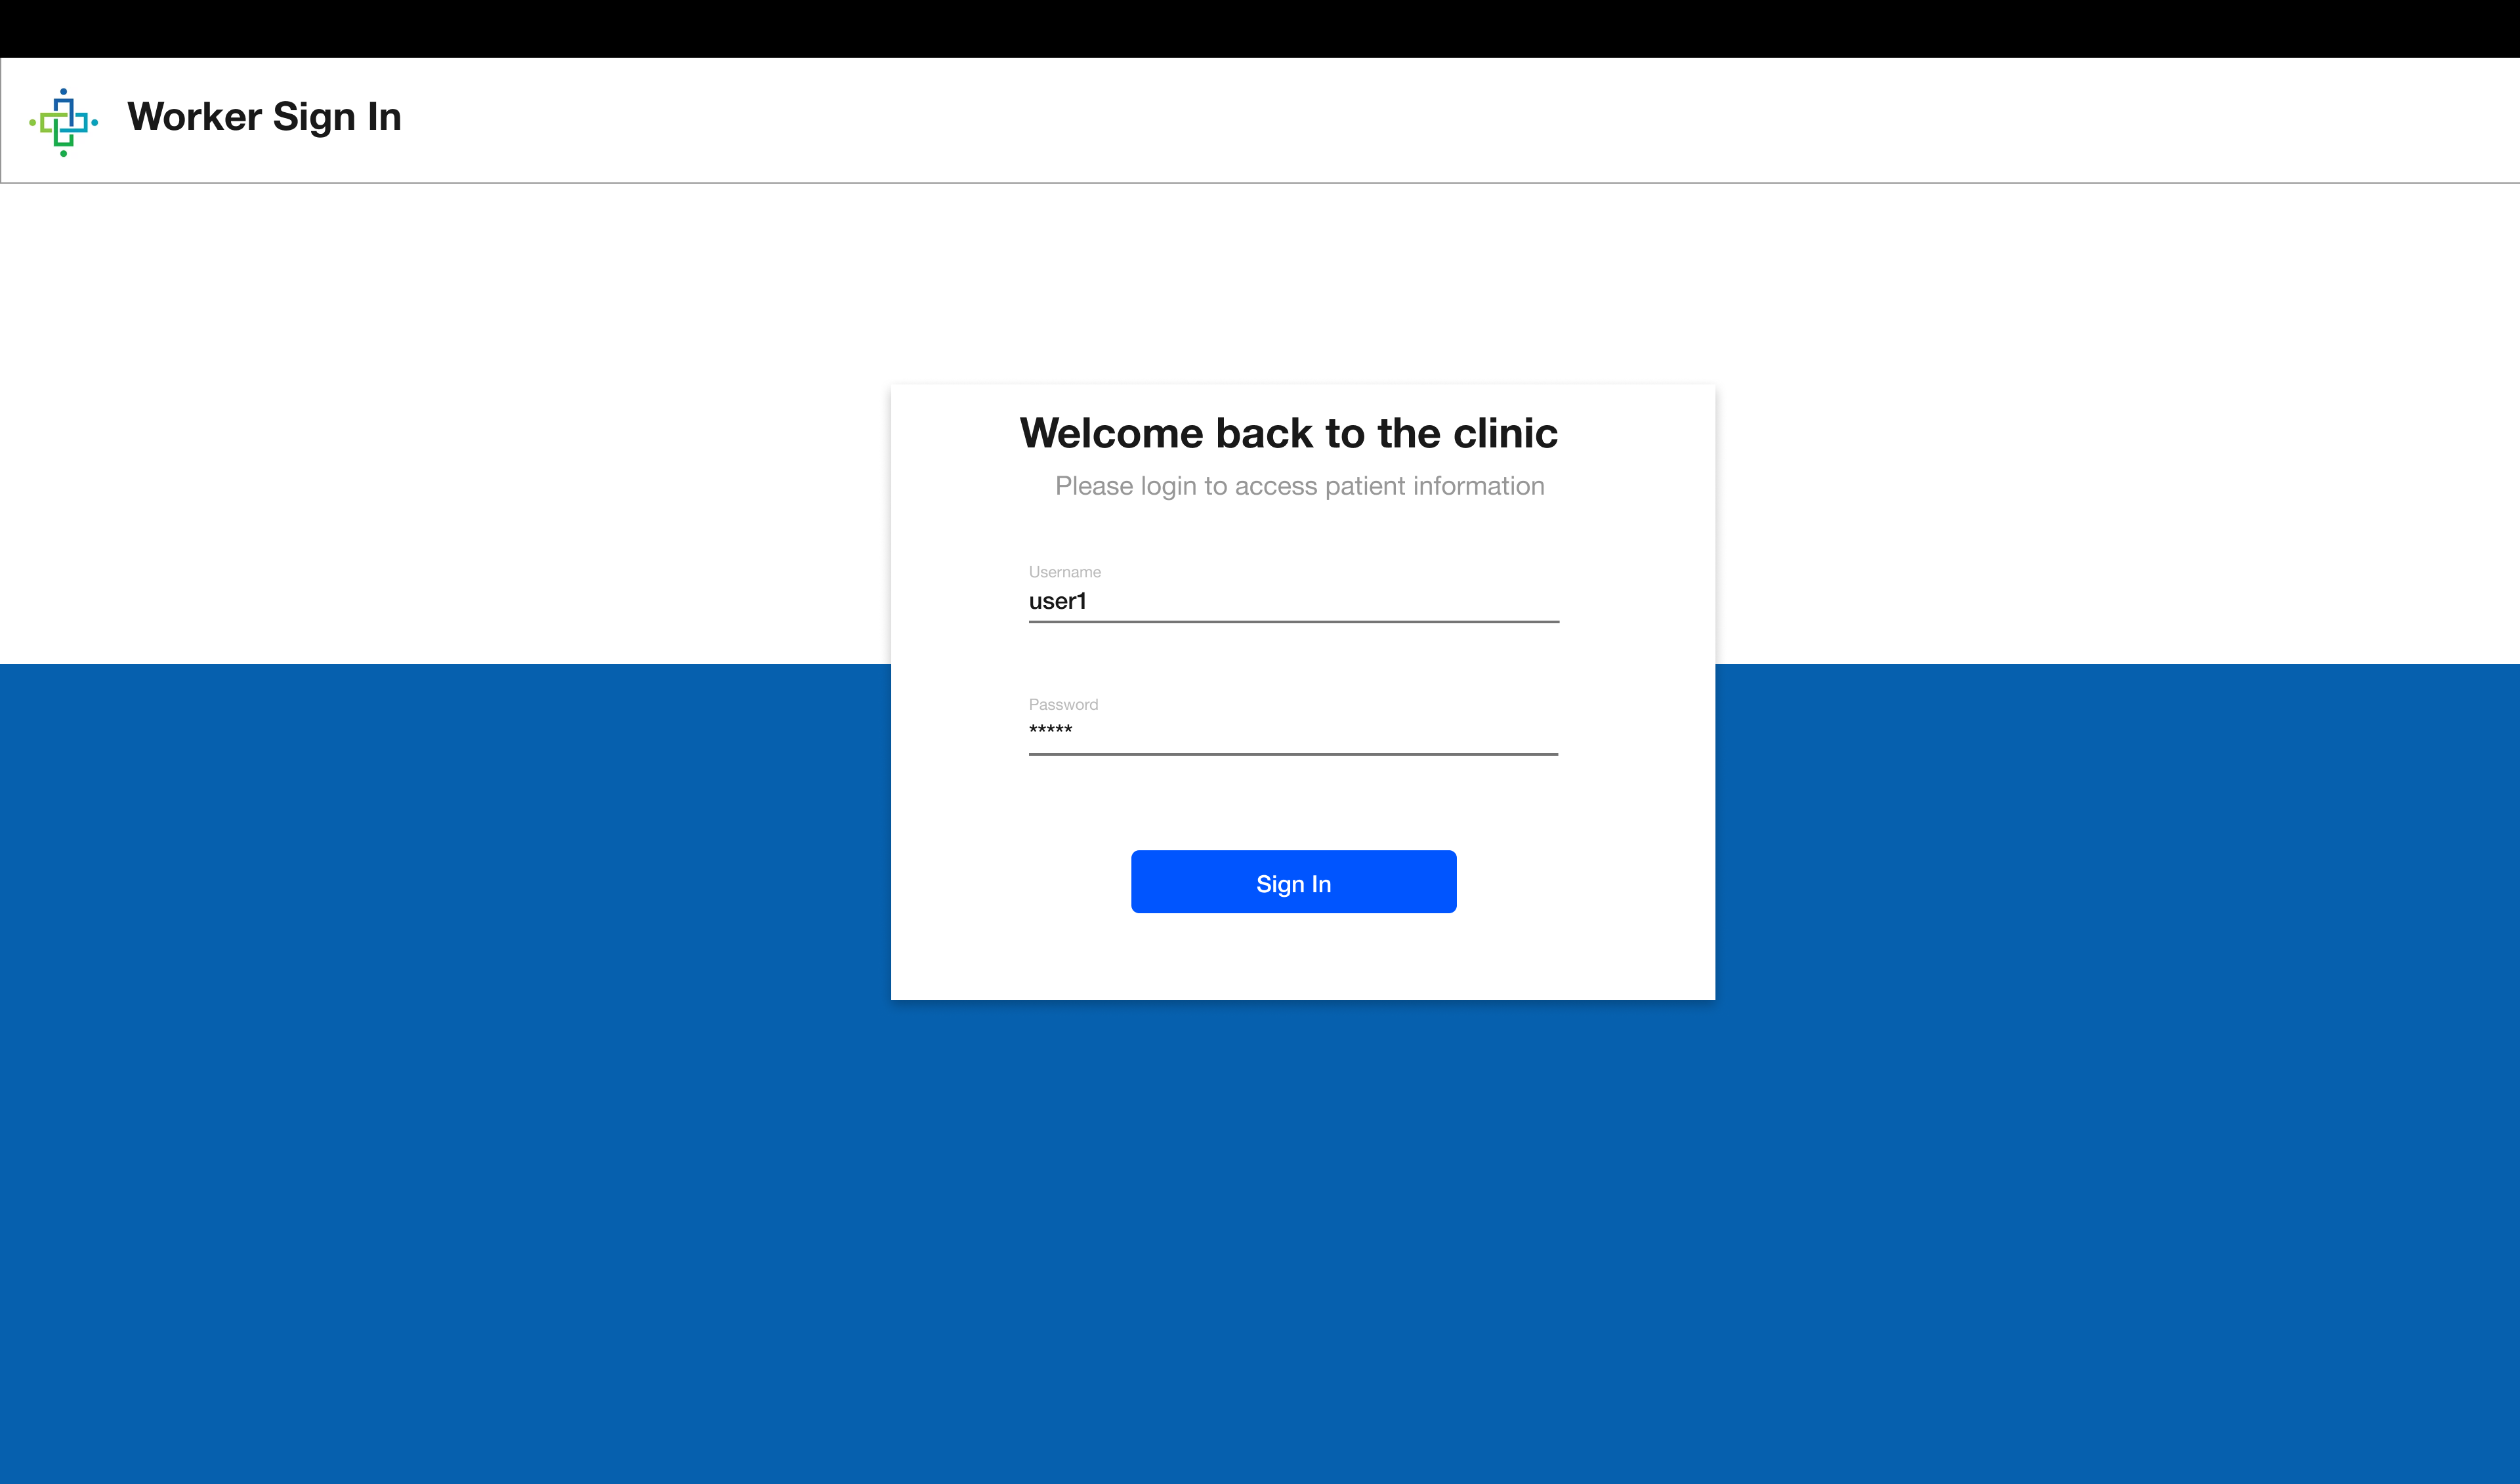 Worker Sign In
Welcome back to the clinic
Please login to access patient information
Username
user1
Password
*****
Sign In